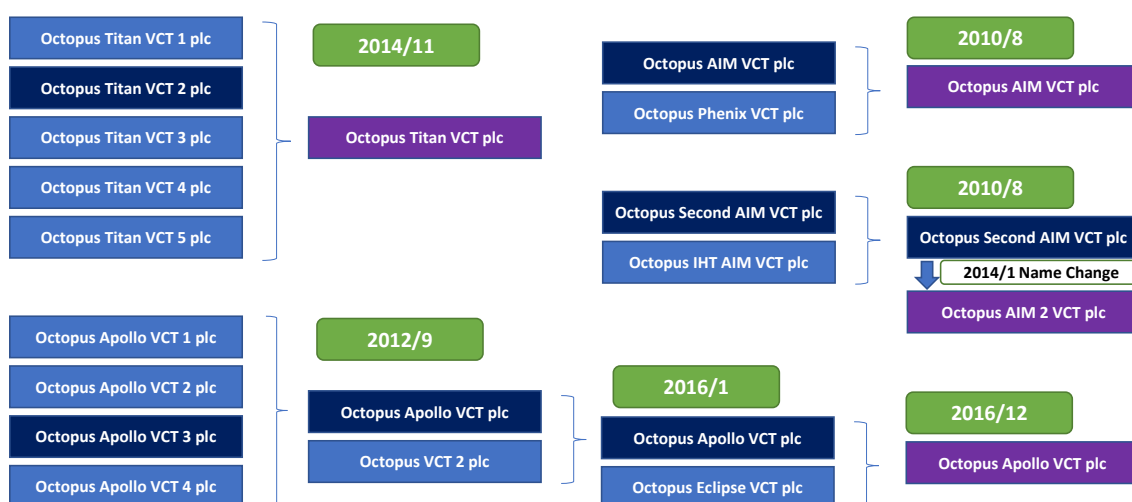 Octopus Titan VCT 1 plc
Octopus Titan VCT 2 plc
Octopus Titan VCT 3 plc
Octopus Titan VCT 4 plc
Octopus Titan VCT 5 plc
2014/11
Octopus Titan VCT plc
Octopus AIM VCT plc
Octopus Phenix VCT plc
2010/8
Octopus AIM VCT plc
Octopus Second AIM VCT plc
Octopus IHT AIM VCT plc
2010/8
Octopus Second AIM VCT plc
2014/1 Name Change
Octopus AIM 2 VCT plc
Octopus Apollo VCT 1 plc
Octopus Apollo VCT 2 plc
Octopus Apollo VCT 3 plc
Octopus Apollo VCT 4 plc
2012/9
Octopus Apollo VCT plc
Octopus VCT 2 plc
2016/1
Octopus Apollo VCT plc
Octopus Eclipse VCT plc
2016/12
Octopus Apollo VCT plc